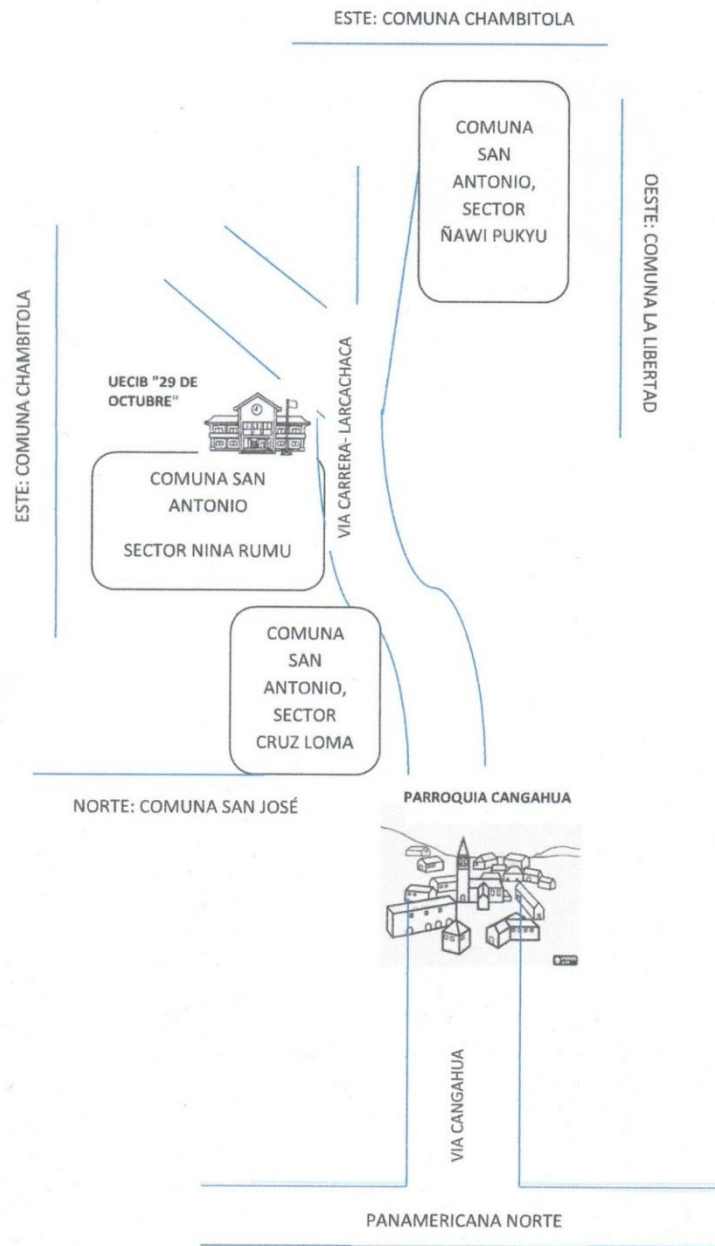 ESTE: COMUNA CHAMBITOLA
COMUNA
SAN
ANTONIO,
SECTOR
ÑAWI PUKYU
OESTE: COMUNA LA LIBERTAD
ESTE: COMUNA CHAMBITOLA
UECIB "29 DE
OCTUBRE"
VIA CARRERA- LARCACHACA
COMUNA SAN
ANTONIO
SECTOR NINA RUMU
COMUNA
SAN
ANTONIO,
SECTOR
CRUZ LOMA
NORTE: COMUNA SAN JOSÉ
PARROQUIA CANGAHUA
VIA CANGAHUA
PANAMERICANA NORTE